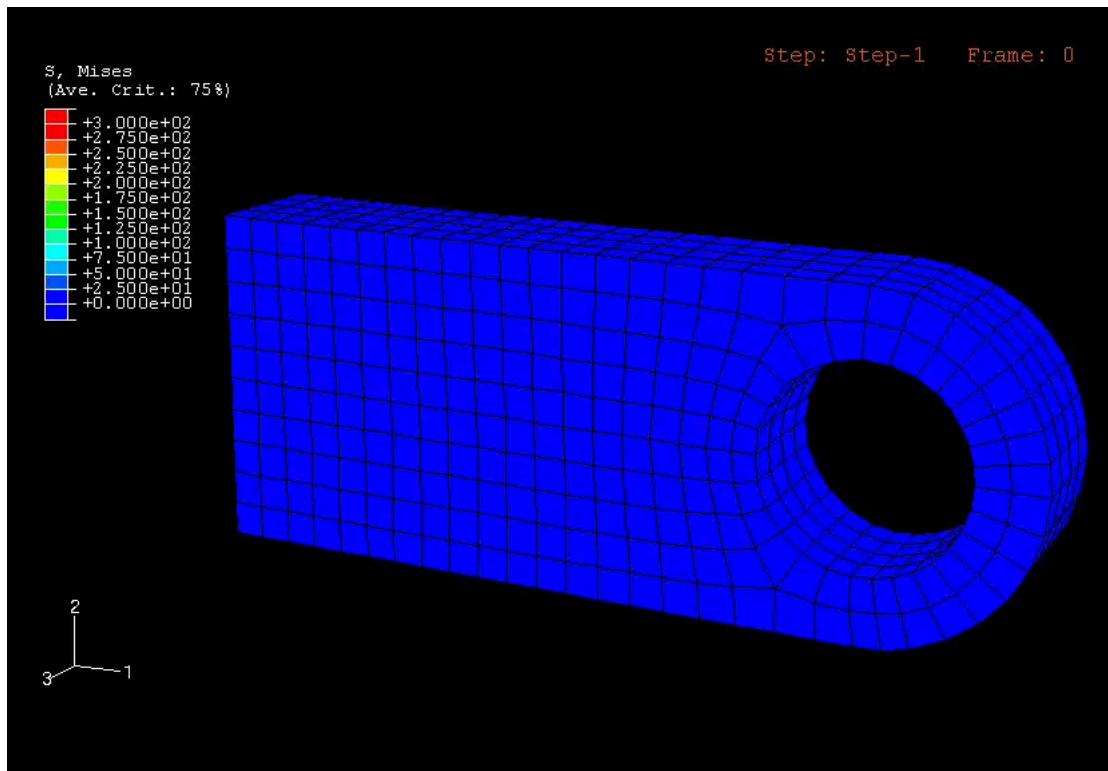 Step: Step-1 Frame: 0
S, Mises
(Ave. Crit.: 75%)
+3.000e+02
+2.750e+02
+2.500e+02
+2.250e+02
+2.000e+02
+1.750e+02
+1.500e+02
+1.250e+02
+1.000e+02
+7.500e+01
+5.000e+01
+2.500e+01
+0.000e+00
2
3
1